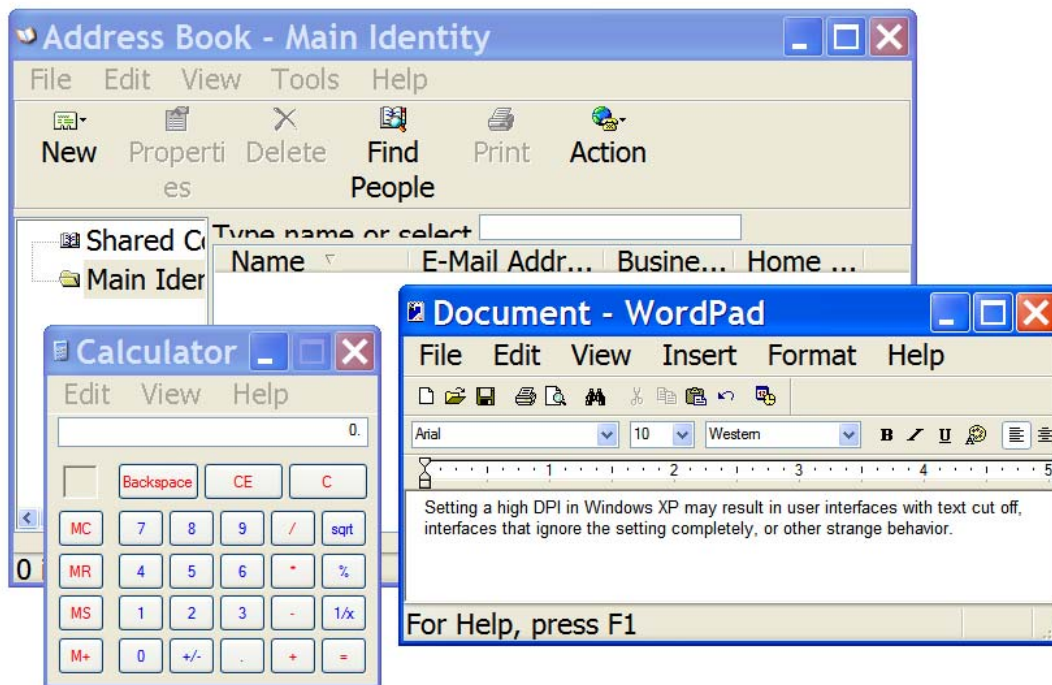 Address Book - Main Identity
File Edit View Tools Help
New Properti Delete Find Print Action
es People
Type name or select
Shared C
Main Iden
Name E-Mail Addr... Busine... Home ...
0
Calculator
Edit View Help
0.
Backspace CE C
MC 7 8 9 / sqrt
MR 4 5 6 * %
MS 1 2 3 - 1/x
M+ 0 +/- . + =
Document - WordPad
File Edit View Insert Format Help
Arial 10 Western B I U
1 2 3 4 5
Setting a high DPI in Windows XP may result in user interfaces with text cut off,
interfaces that ignore the setting completely, or other strange behavior.
For Help, press F1